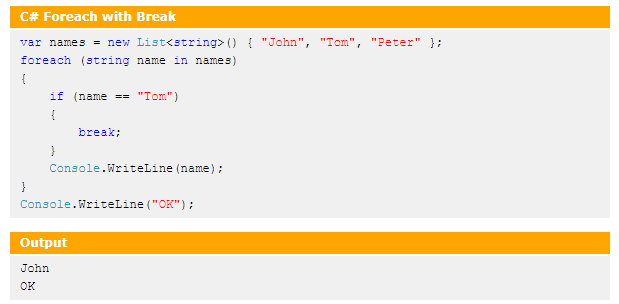 C# Foreach with Break
var names = new List<string>() { "John", "Tom", "Peter" };
foreach (string name in names)
{
    if (name == "Tom")
    {
        break;
    }
    Console.WriteLine(name);
}
Console.WriteLine("OK");
Output
John
OK